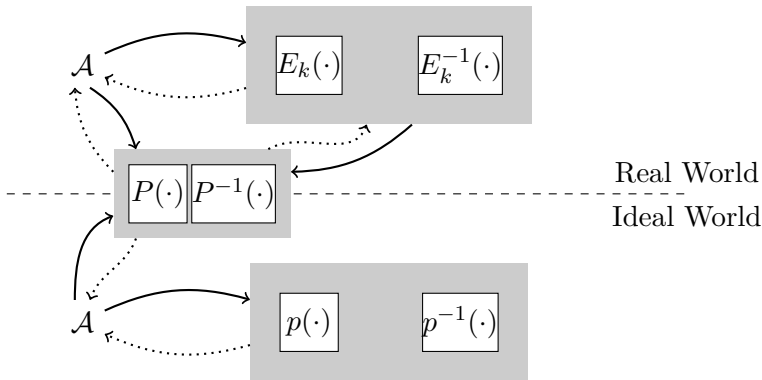 𝒜 E_k(·) E_k^{-1}(·)
P(·) P^{-1}(·)
Real World
Ideal World
𝒜 p(·) p^{-1}(·)